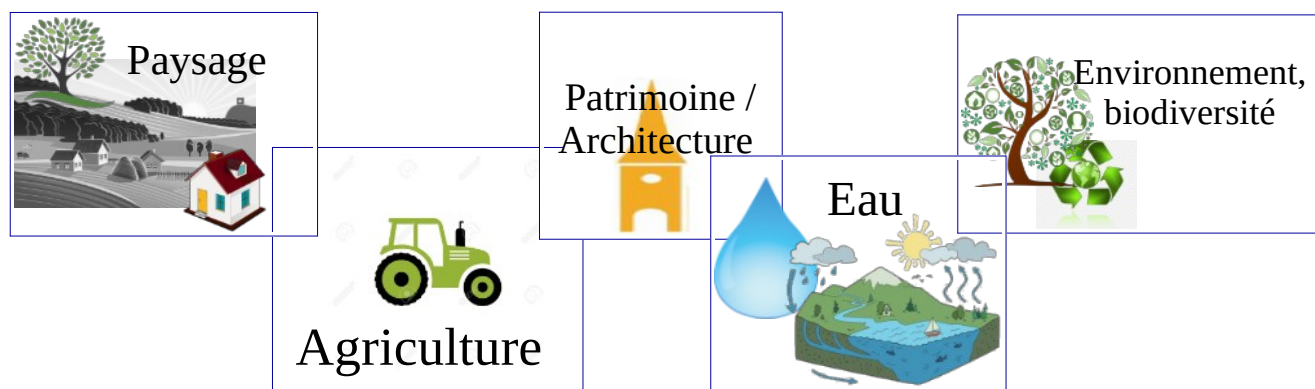 Paysage
Agriculture
Patrimoine /
Architecture
Eau
Environnement,
biodiversité